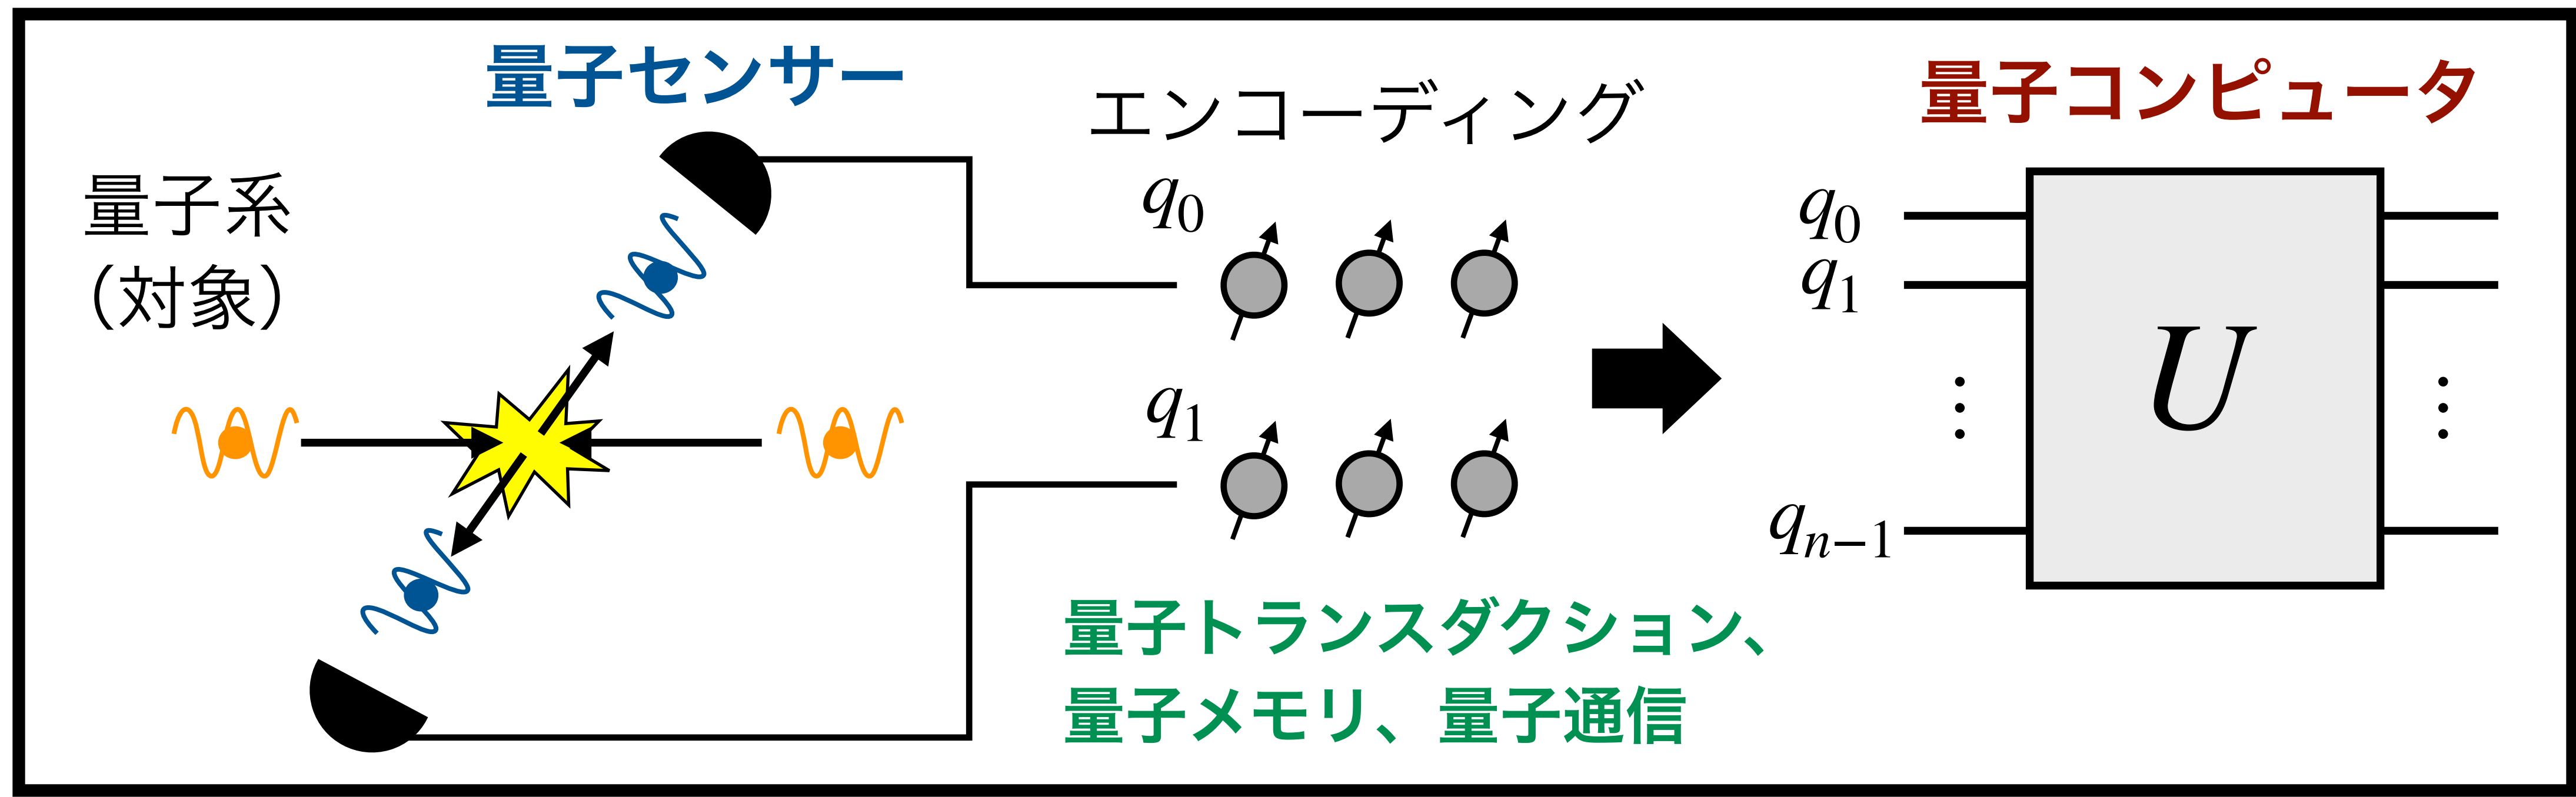 量子センサー
量子系
(対象)
エンコーディング
q0
q1
量子トランスダクション、
量子メモリ、量子通信
量子コンピュータ
q0
q1
⋮
qn−1
U
⋮